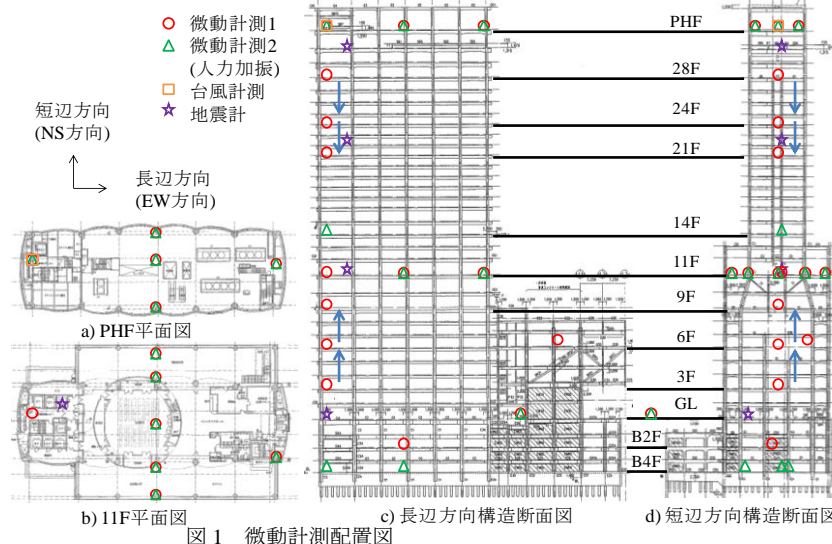 微動計測1
微動計測2
(人力加振)
台風計測
地震計
短辺方向
(NS方向)
長辺方向
(EW方向)
a) PHF平面図
b) 11F平面図
PHF
28F
24F
21F
14F
11F
9F
6F
3F
GL
B2F
B4F
c) 長辺方向構造断面図
d) 短辺方向構造断面図
図1 微動計測配置図